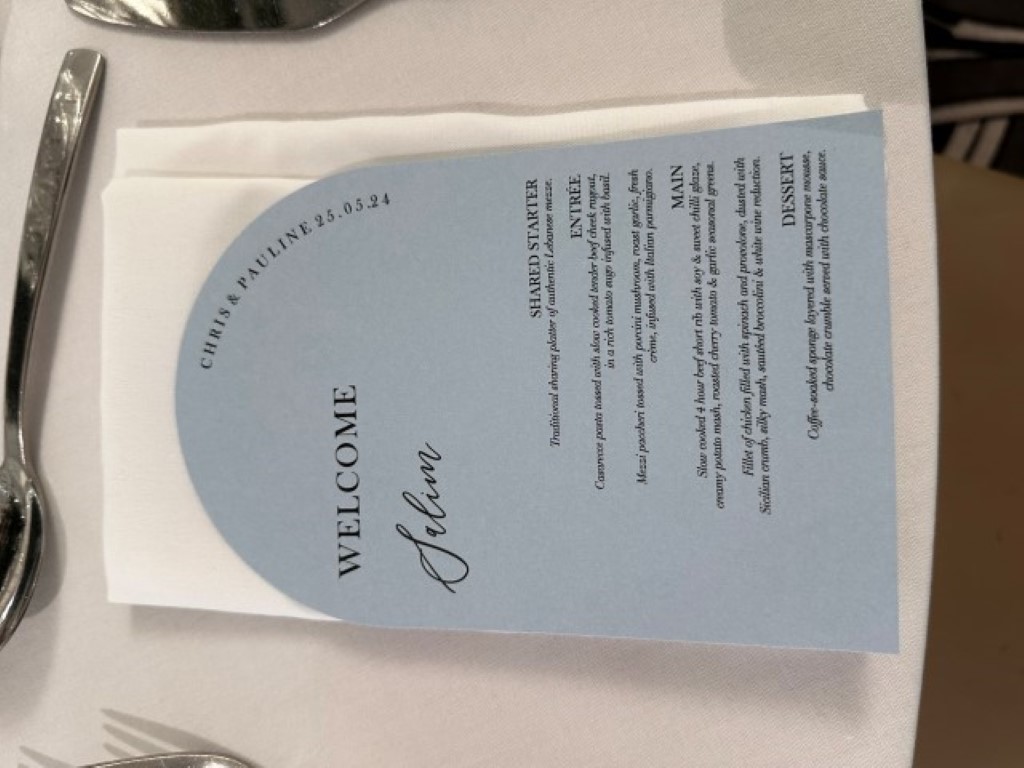 CHRIS & PAULINE 25.05.24
WELCOME
Salim
SHARED STARTER
Traditional sharing platter of authentic Lebanese mezze.
ENTRÉE
Casarecce pasta tossed with slow cooked tender beef cheek ragout,
in a rich tomato sugo infused with basil.
Mezzi paccheri tossed with porcini mushroom, roast garlic, fresh
crème, infused with Italian parmigiano.
MAIN
Slow cooked 4 hour beef short rib with soy & sweet chilli glaze,
creamy potato mash, roasted cherry tomato & garlic seasonal greens.
Fillet of chicken filled with spinach and provolone, dusted with
Sicilian crumb, silky mash, sautéed broccolini & white wine reduction.
DESSERT
Coffee-soaked sponge layered with mascarpone mousse,
chocolate crumble served with chocolate sauce.